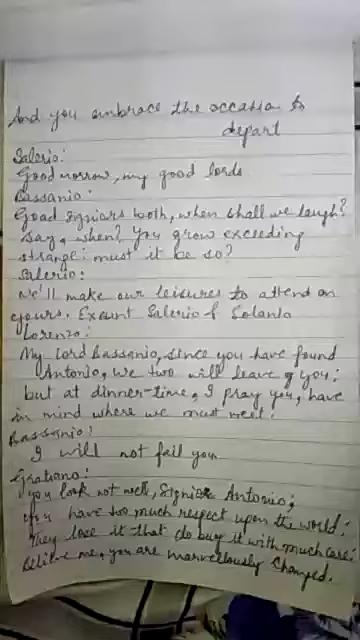 And you embrace the occasion to
depart
Salerio:
Good morrow, my good lords
Bassanio:
Good signiors both, when shall we laugh?
say, when? You grow exceeding
strange: must it be so?
Salerio:
We'll make our leisures to attend on
yours. Exeunt Salerio & Solanio
Lorenzo:
My lord Bassanio, since you have found
Antonio, we two will leave you:
but at dinner-time, I pray you, have
in mind where we must meet.
Bassanio:
I will not fail you
Gratiano:
you look not well, Signior Antonio;
you have too much respect upon the world:
They lose it that do buy it with much care:
Believe me, you are marvellously changed.